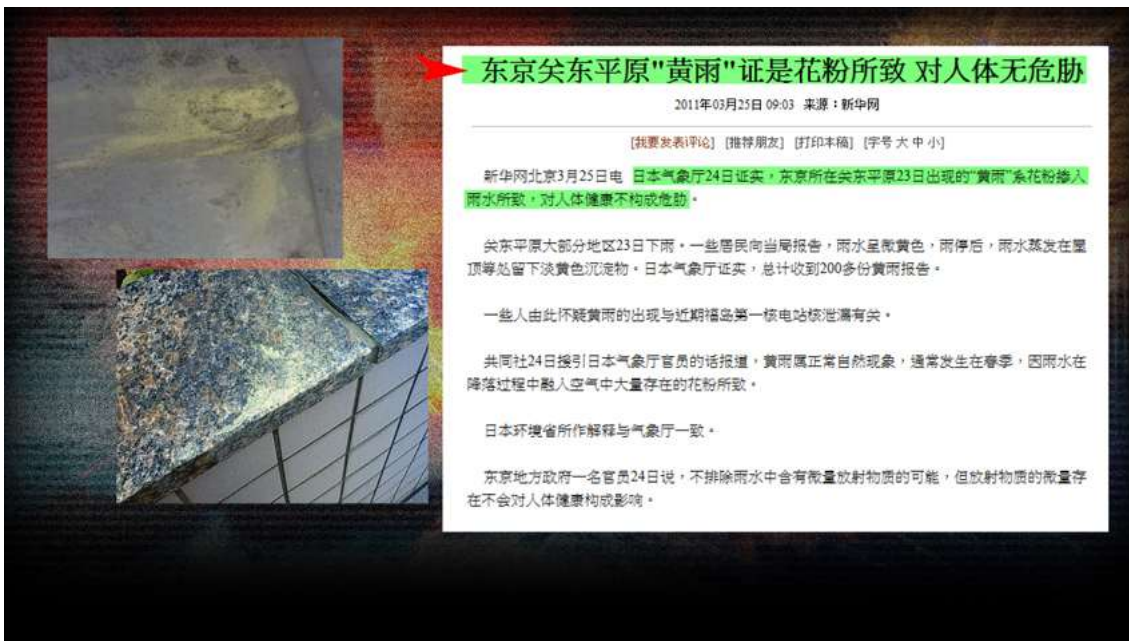 东京关东平原"黄雨"证是花粉所致 对人体无危胁
2011年03月25日 09:03 来源：新华网
[我要发表评论] [推荐朋友] [打印本稿] [字号 大 中 小]
新华网北京3月25日电 日本气象厅24日证实，东京所在关东平原23日出现的“黄雨”系花粉掺入
雨水所致，对人体健康不构成危胁。
关东平原大部分地区23日下雨。一些居民向当局报告，雨水呈微黄色，雨停后，雨水蒸发在屋
顶等处留下淡黄色沉淀物。日本气象厅证实，总计收到200多份黄雨报告。
一些人由此怀疑黄雨的出现与近期福岛第一核电站核泄漏有关。
共同社24日援引日本气象厅官员的话报道，黄雨属正常自然现象，通常发生在春季，因雨水在
降落过程中融入空气中大量存在的花粉所致。
日本环境省所作解释与气象厅一致。
东京地方政府一名官员24日说，不排除雨水中含有微量放射物质的可能，但放射物质的微量存
在不会对人体健康构成影响。